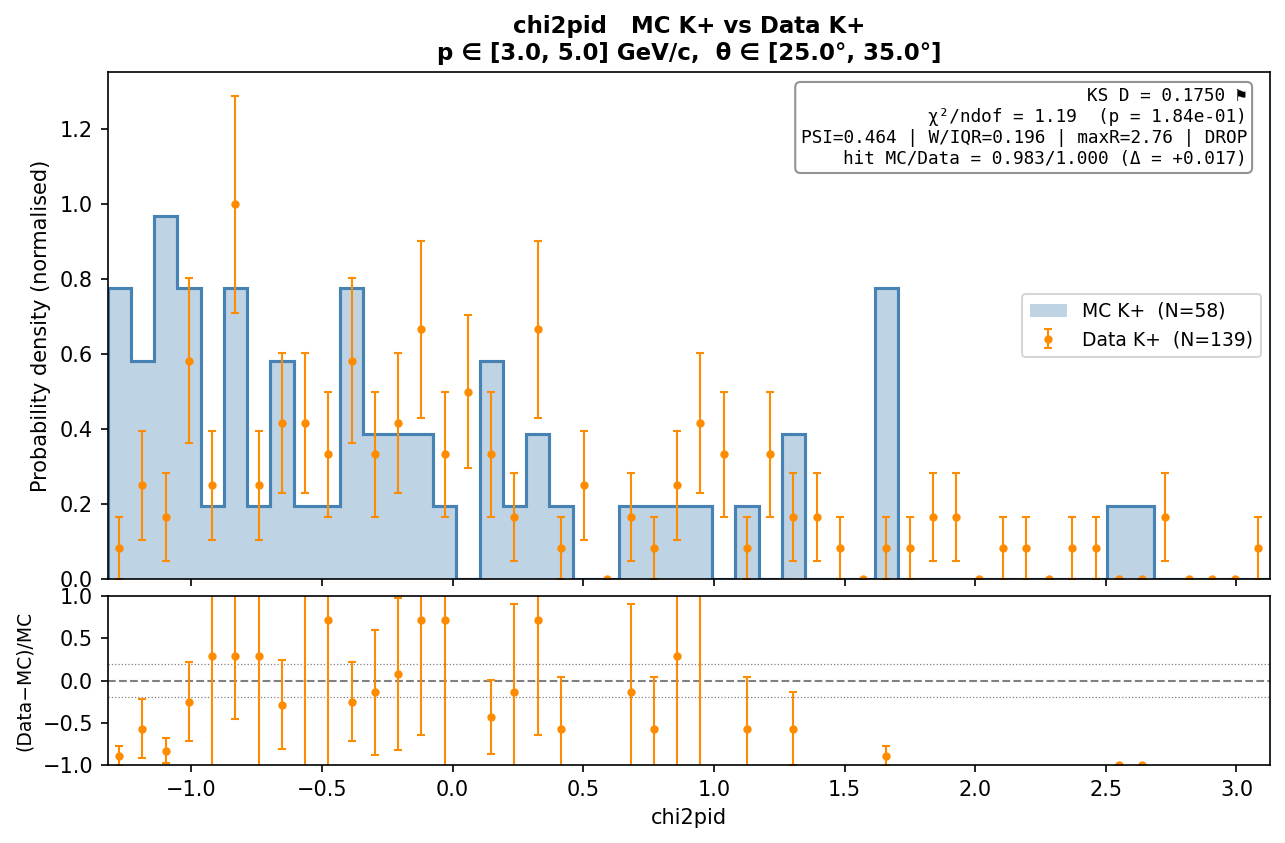 chi2pid   MC K+ vs Data K+
p ∈ [3.0, 5.0] GeV/c,  θ ∈ [25.0°, 35.0°]
KS D = 0.1750 ⚑
χ²/ndof = 1.19  (p = 1.84e-01)
PSI=0.464 | W/IQR=0.196 | maxR=2.76 | DROP
hit MC/Data = 0.983/1.000 (Δ = +0.017)
MC K+  (N=58)
Data K+  (N=139)
Probability density (normalised)
1.2
1.0
0.8
0.6
0.4
0.2
0.0
(Data−MC)/MC
1.0
0.5
0.0
−0.5
−1.0
−1.0 −0.5 0.0 0.5 1.0 1.5 2.0 2.5 3.0
chi2pid